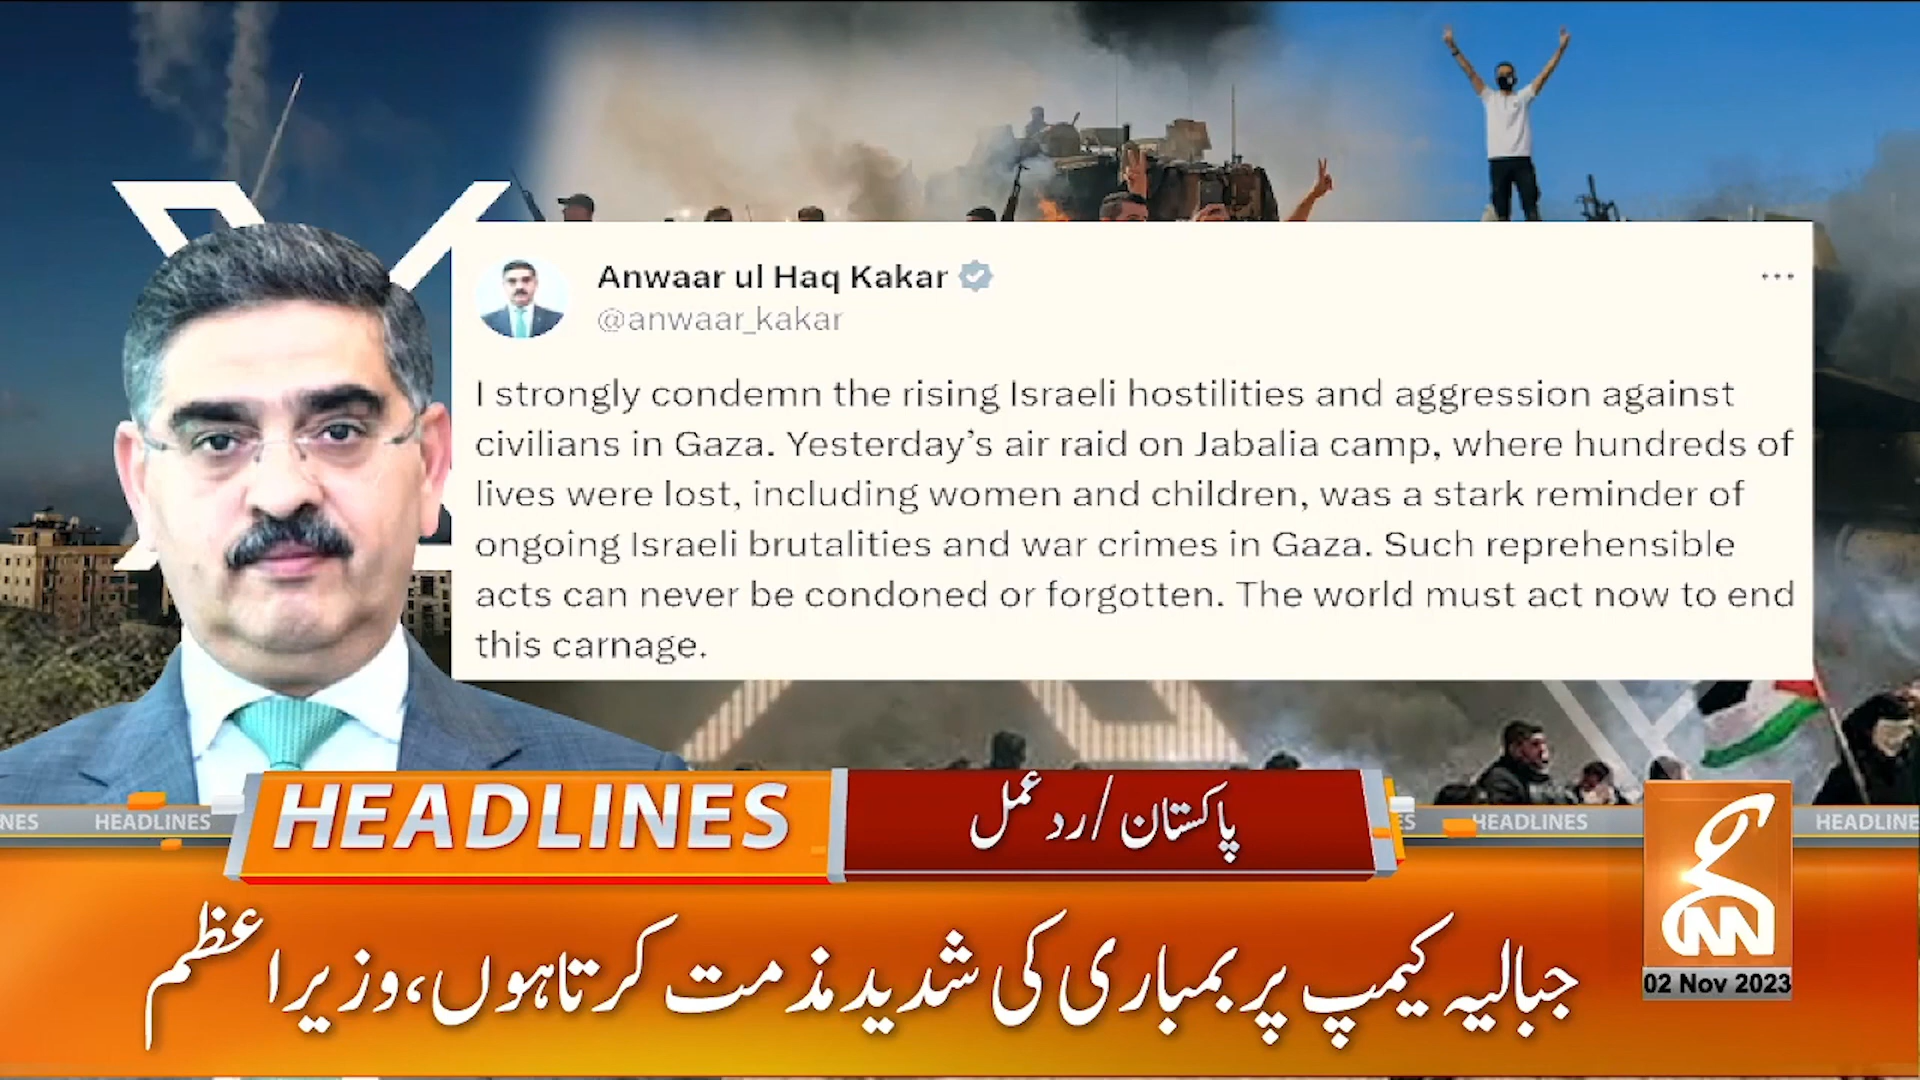 Anwaar ul Haq Kakar
@anwaar_kakar
I strongly condemn the rising Israeli hostilities and aggression against
civilians in Gaza. Yesterday's air raid on Jabalia camp, where hundreds of
lives were lost, including women and children, was a stark reminder of
ongoing Israeli brutalities and war crimes in Gaza. Such reprehensible
acts can never be condoned or forgotten. The world must act now to end
this carnage.
HEADLINES
پاکستان/ردعمل
NES
HEADLINES
ES
HEADLINES
HEADLINE
جبالیہ کیمپ پر بمباری کی شدید مذمت کرتا ہوں، وزیراعظم
GNN
02 Nov 2023